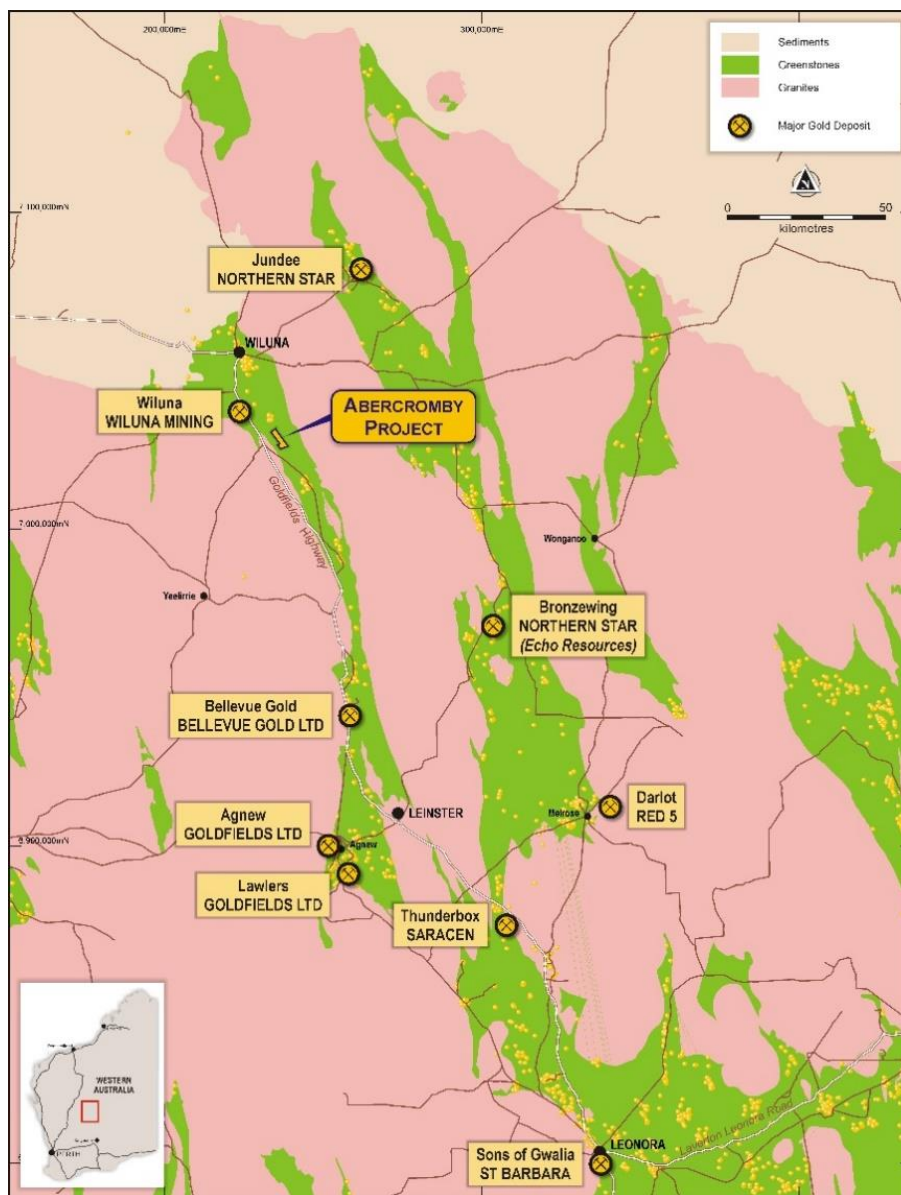 200,000mE
300,000mE
Sediments
Greenstones
Granites
Major Gold Deposit
N
0
50
kilometres
7,100,000mN
Jundee
NORTHERN STAR
WILUNA
Wiluna
WILUNA MINING
ABERCROMBY
PROJECT
Goldfields Highway
7,000,000mN
Wonganoo
Yeelirrie
Bronzewing
NORTHERN STAR
(Echo Resources)
Bellevue Gold
BELLEVUE GOLD LTD
LEINSTER
Darlot
RED 5
Melrose
Agnew
GOLDFIELDS LTD
Agnew
6,900,000mN
Lawlers
GOLDFIELDS LTD
Thunderbox
SARACEN
WESTERN
AUSTRALIA
PERTH
Laverton Leonora Road
LEONORA
Sons of Gwalia
ST BARBARA